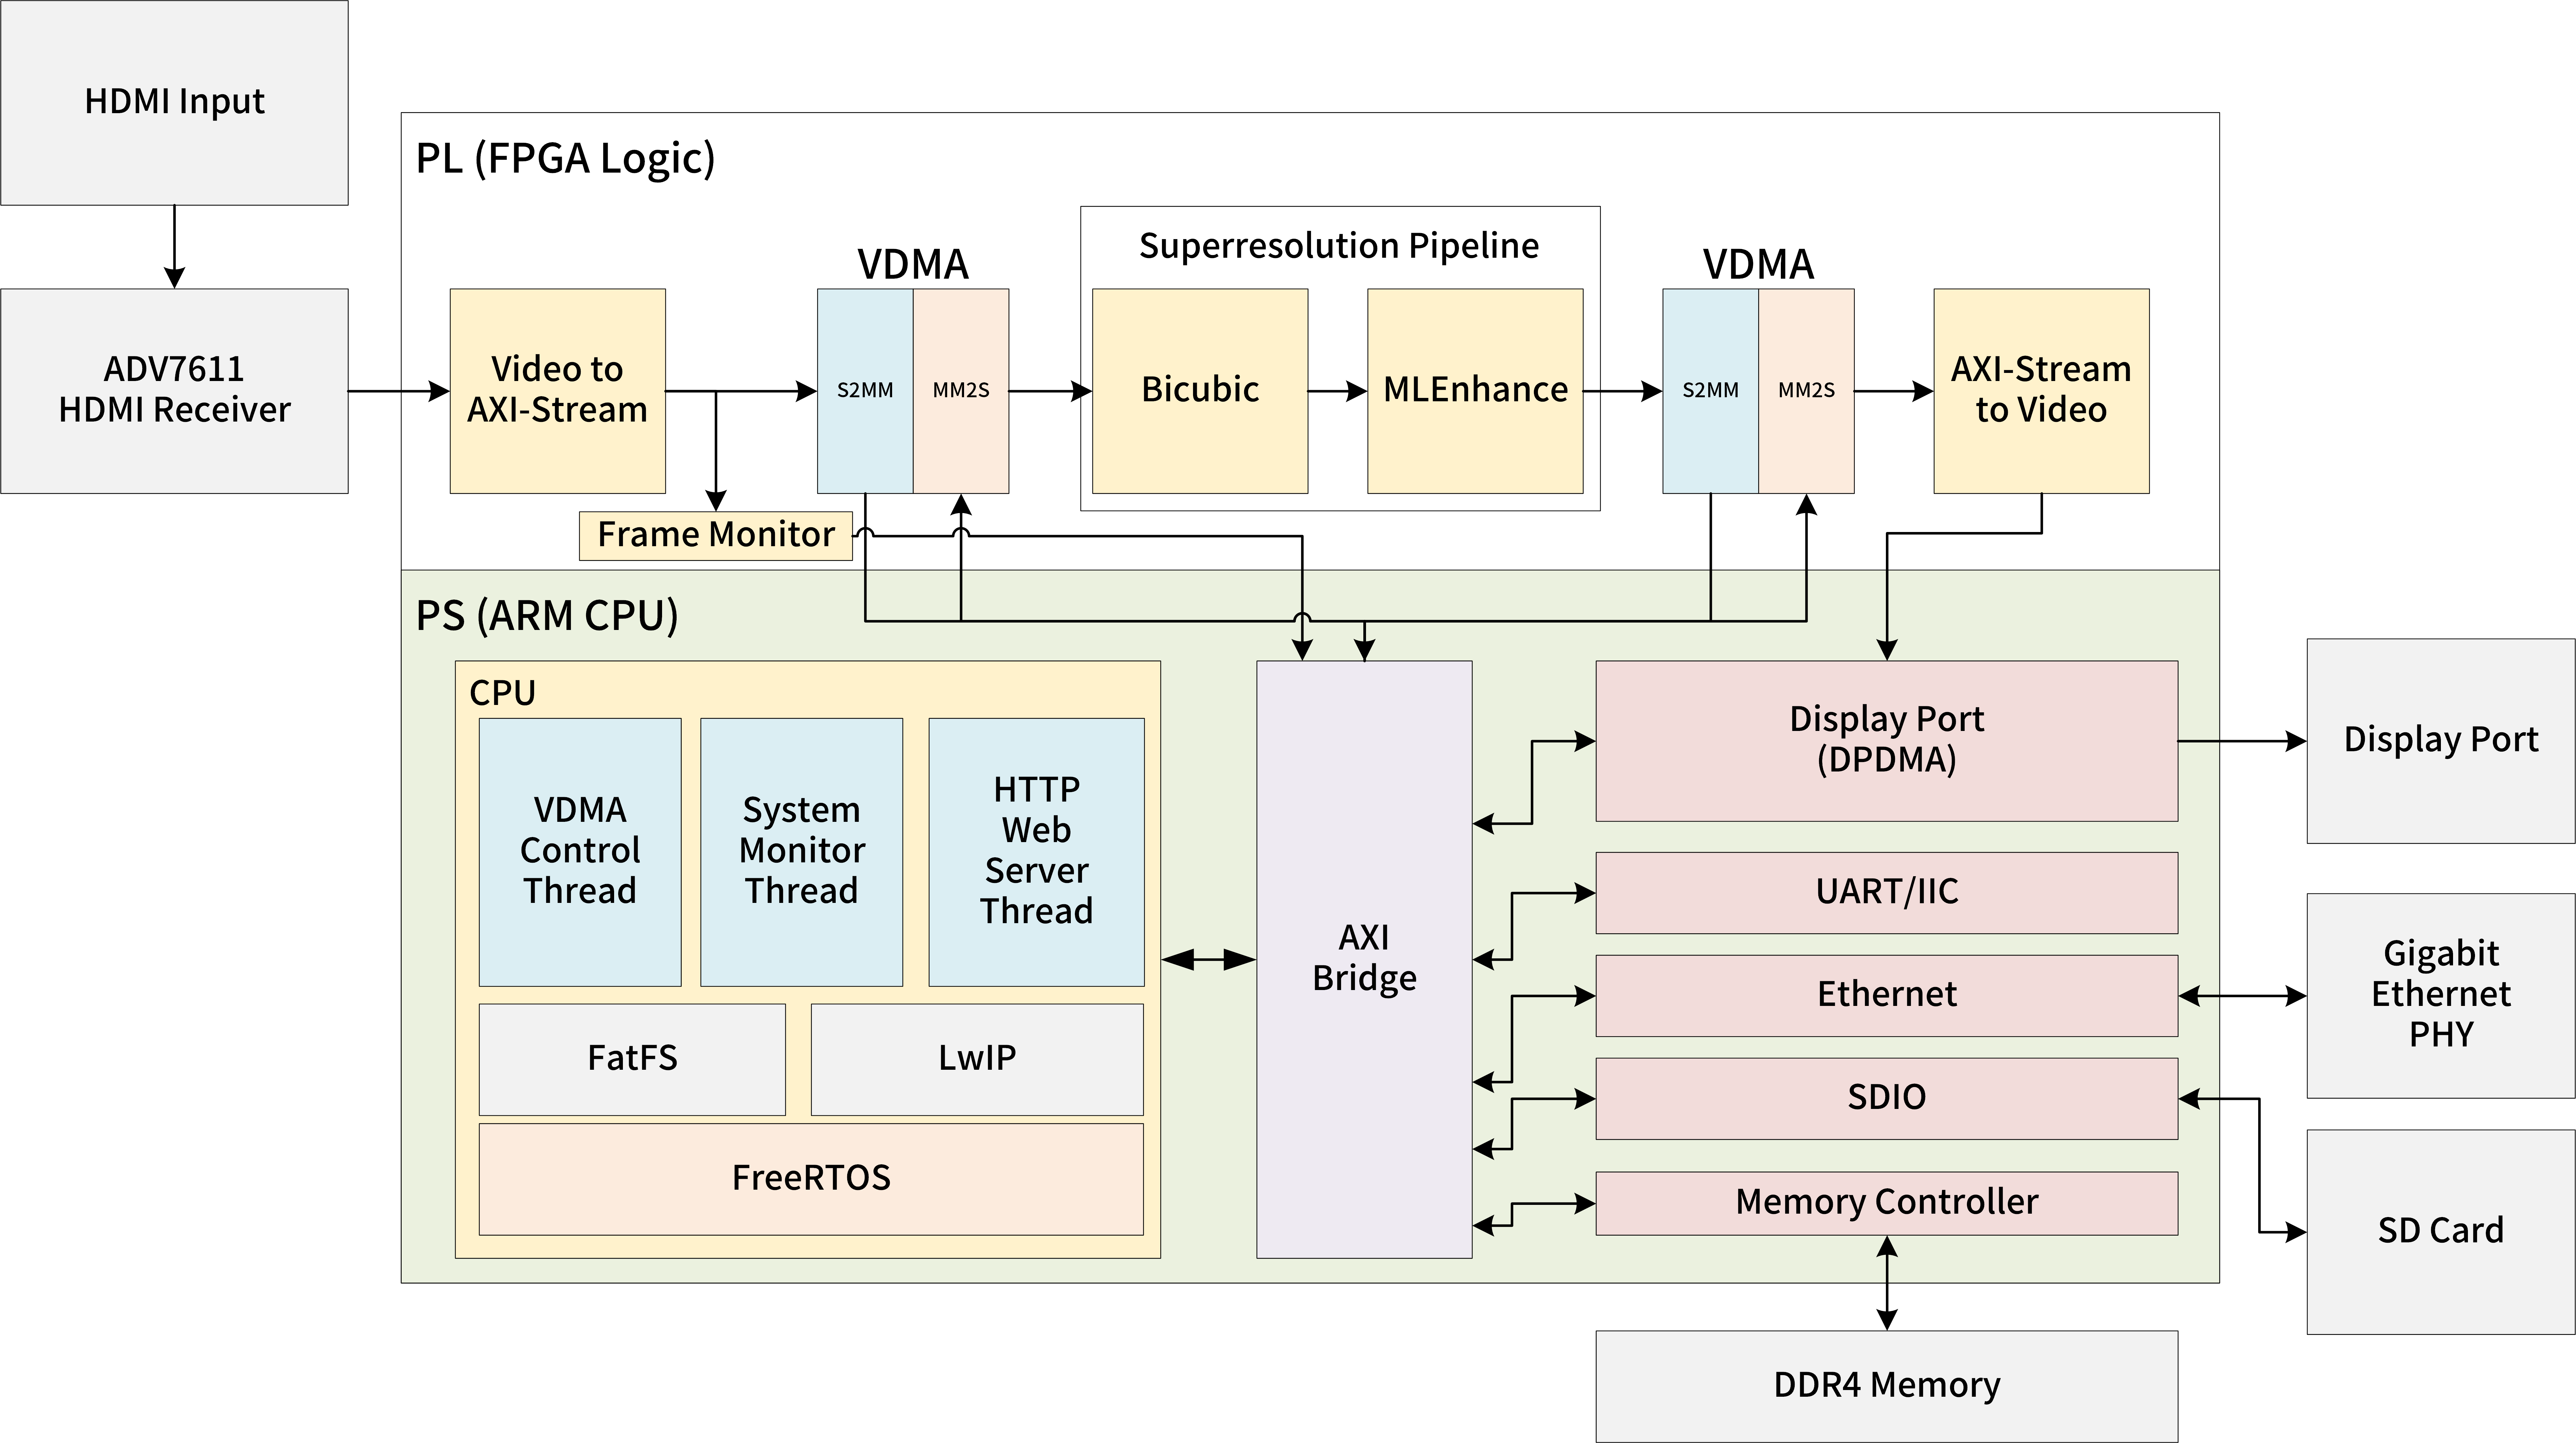 HDMI Input
PL (FPGA Logic)
Superresolution Pipeline
VDMA
VDMA
ADV7611
HDMI Receiver
Video to
AXI-Stream
S2MM
MM2S
Bicubic
MLEnhance
S2MM
MM2S
AXI-Stream
to Video
Frame Monitor
PS (ARM CPU)
CPU
VDMA
Control
Thread
System
Monitor
Thread
HTTP
Web
Server
Thread
FatFS
LwIP
FreeRTOS
AXI
Bridge
Display Port
(DPDMA)
UART/IIC
Ethernet
SDIO
Memory Controller
Display Port
Gigabit
Ethernet
PHY
SD Card
DDR4 Memory